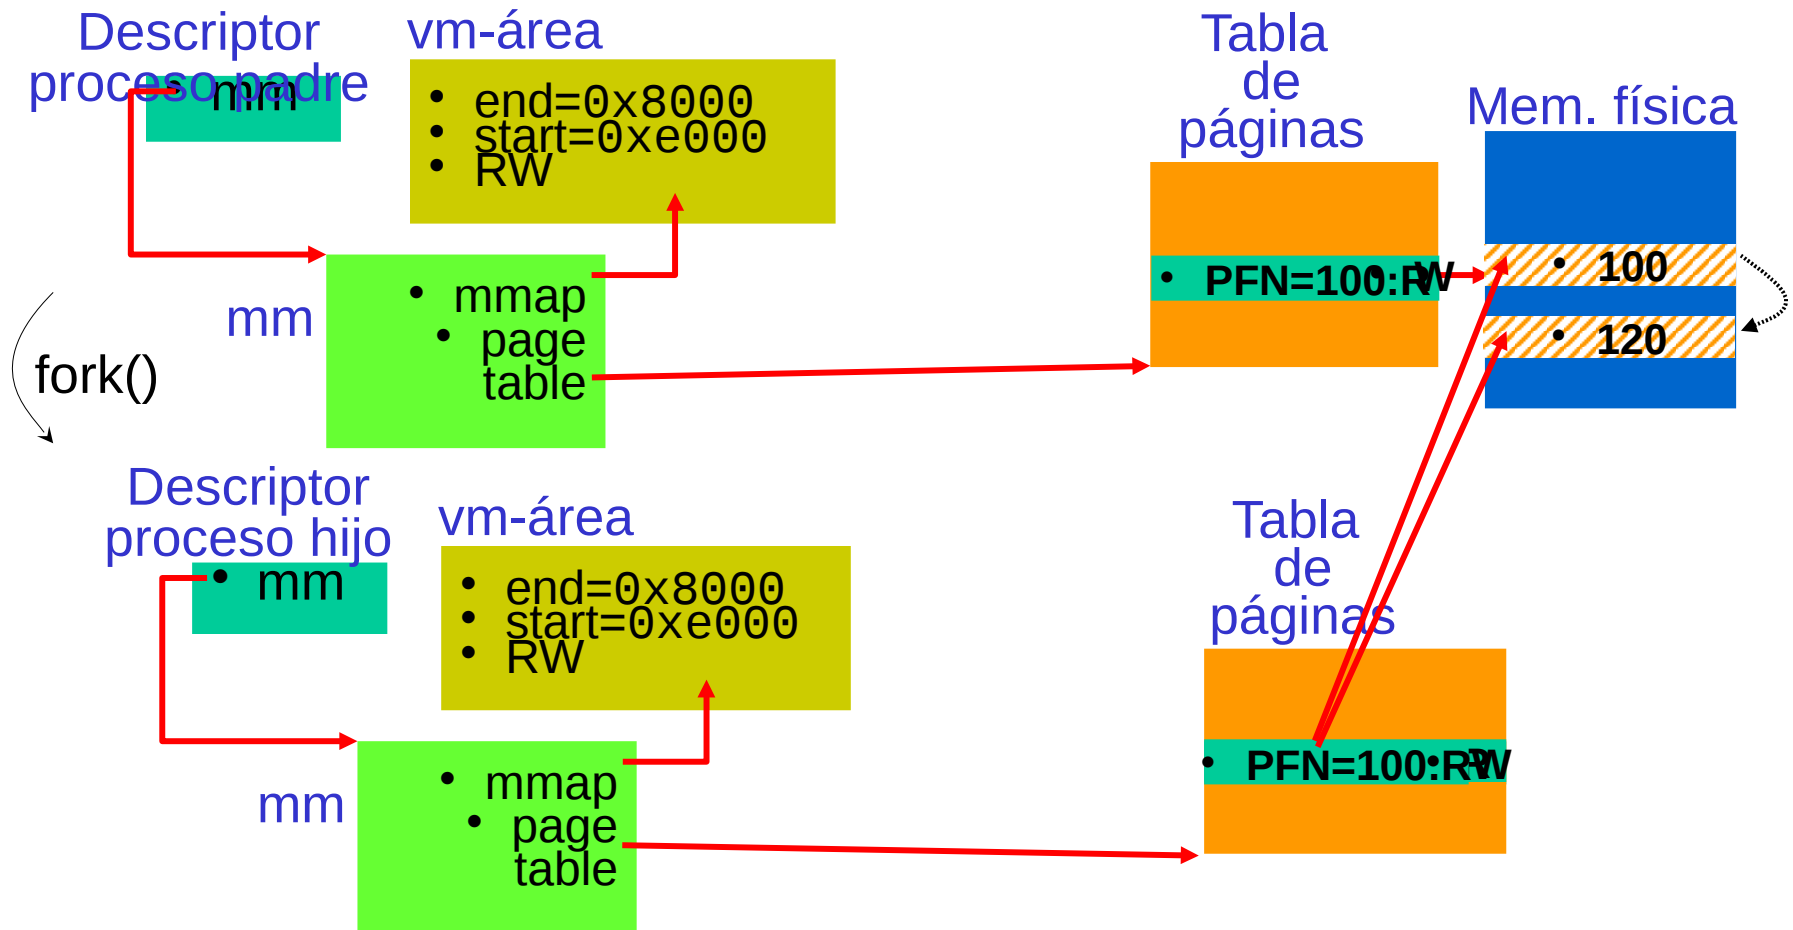 Descriptor
proceso padre
• mm
vm-área
• end=0x8000
• start=0xe000
• RW
mm
• mmap
• page
table
Tabla
de
páginas
• PFN=100:R
W
Mem. física
• 100
• 120
fork()
Descriptor
proceso hijo
• mm
vm-área
• end=0x8000
• start=0xe000
• RW
mm
• mmap
• page
table
Tabla
de
páginas
• PFN=100:RW